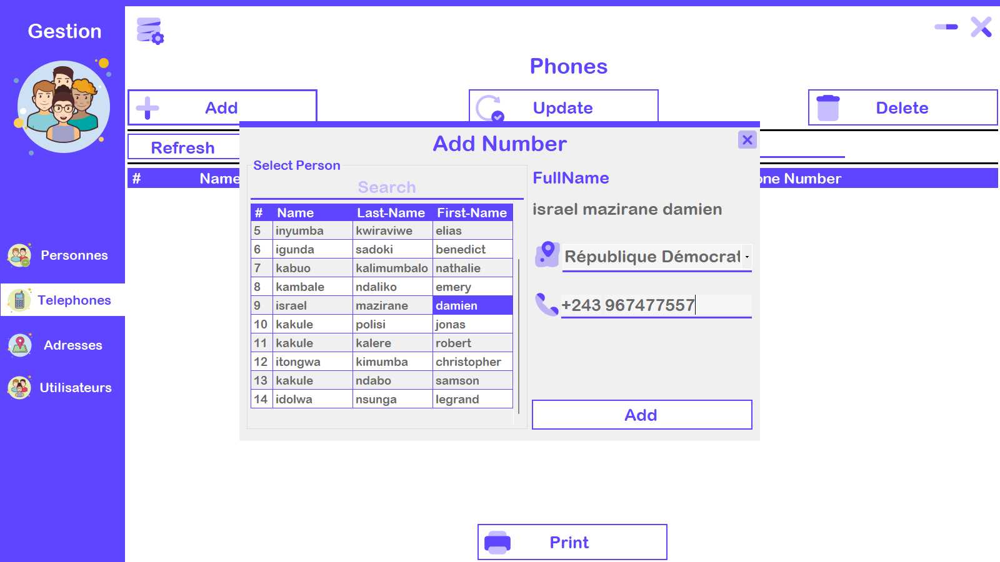 Gestion
Phones
Add
Update
Delete
Refresh
# Name one Number
Personnes
Telephones
Adresses
Utilisateurs
Add Number
Select Person
Search
# Name Last-Name First-Name
5 inyumba kwiraviwe elias
6 igunda sadoki benedict
7 kabuo kalimumbalo nathalie
8 kambale ndaliko emery
9 israel mazirane damien
10 kakule polisi jonas
11 kakule kalere robert
12 itongwa kimumba christopher
13 kakule ndabo samson
14 idolwa nsunga legrand
FullName
israel mazirane damien
République Démocrat
+243 967477557
Add
Print